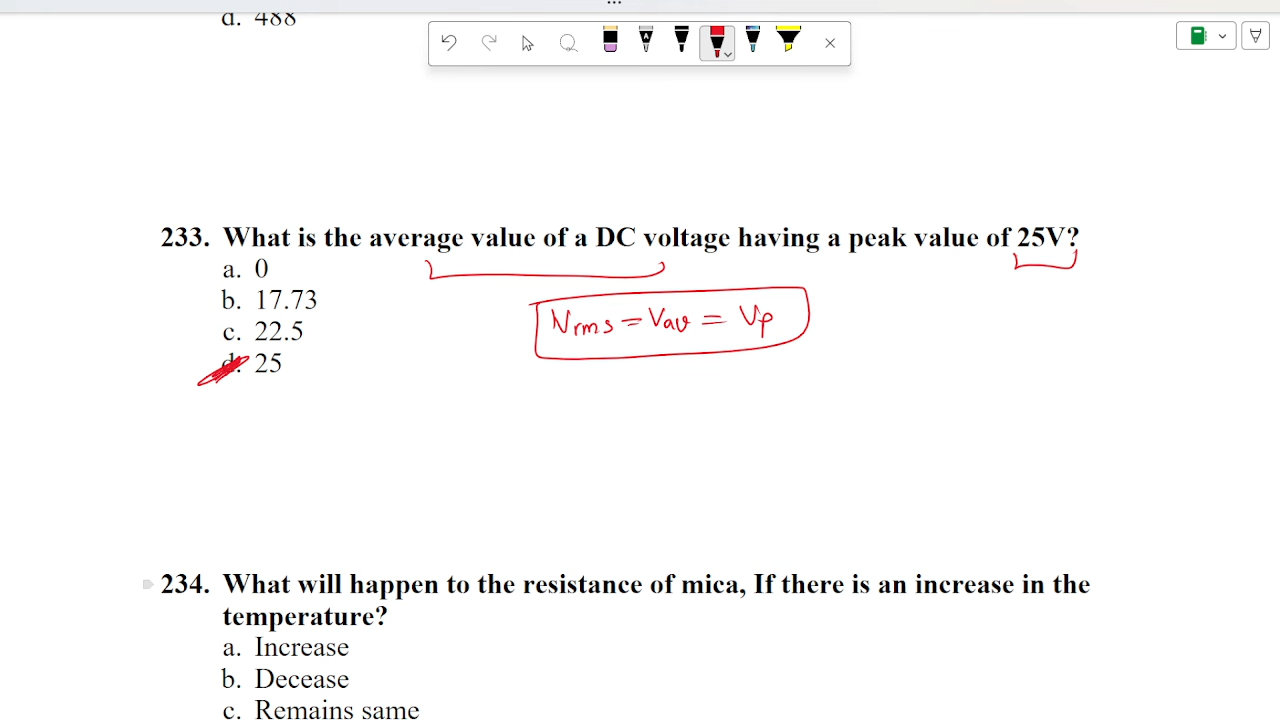 d. 488
233. What is the average value of a DC voltage having a peak value of 25V?
a. 0
b. 17.73
Vrms = Vav = Vp
c. 22.5
d. 25
234. What will happen to the resistance of mica, If there is an increase in the
temperature?
a. Increase
b. Decease
c. Remains same